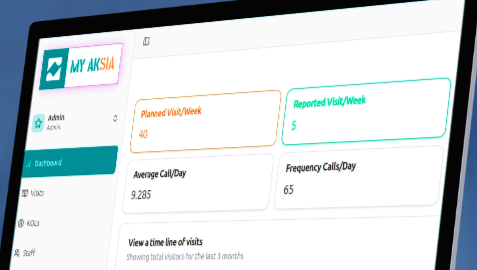 MY AKSIA
Admin
Admin
Dashboard
Visits
KOLs
Staff
Planned Visit/Week
40
Reported Visit/Week
5
Average Call/Day
9.285
Frequency Calls/Day
65
View a time line of visits
Showing total visitors for the last 3 months